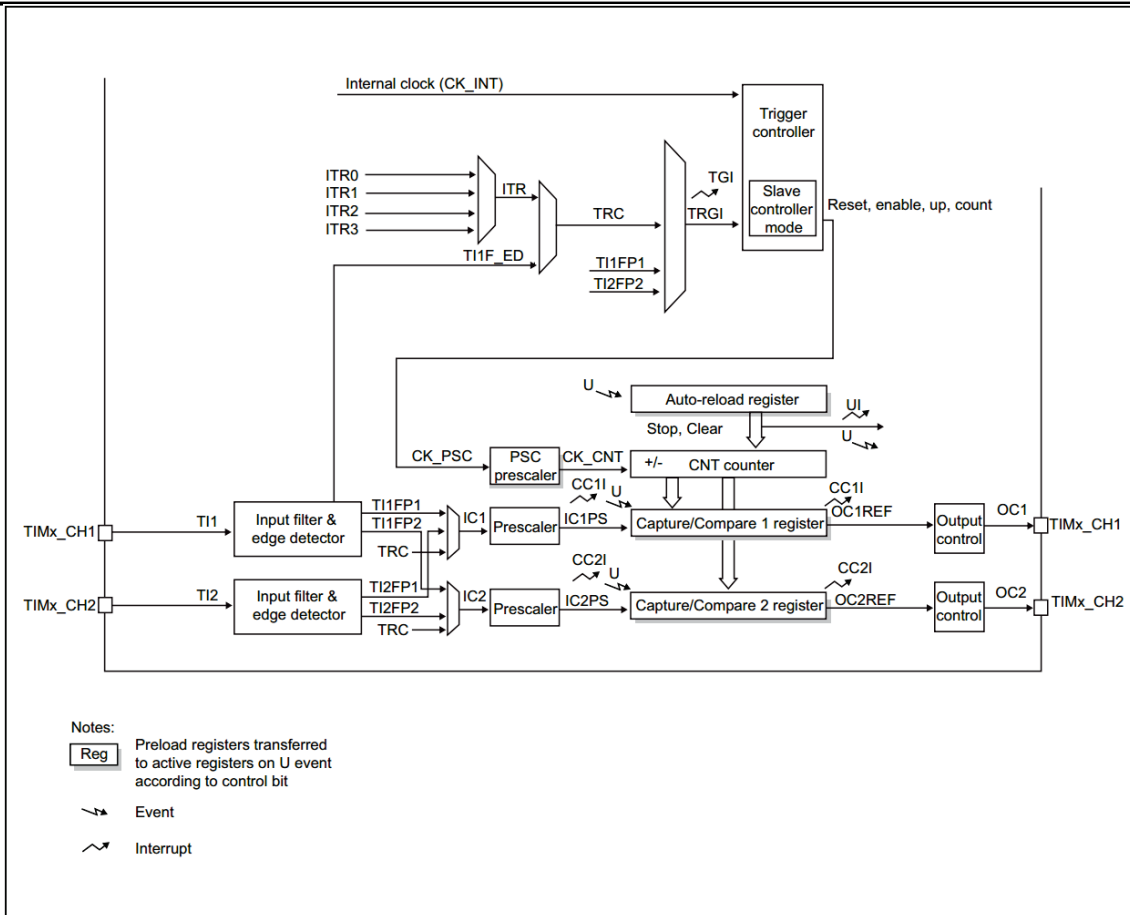 Internal clock (CK_INT)
Trigger
controller
ITR0
ITR1
ITR2
ITR3
ITR
TRC
TI1F_ED
TI1FP1
TI2FP2
TGI
TRGI
Slave
controller
mode
Reset, enable, up, count
U
Auto-reload register
Stop, Clear
UI
U
CK_PSC
PSC
prescaler
CK_CNT
+/-
CNT counter
TIMx_CH1
TI1
Input filter &
edge detector
TI1FP1
TI1FP2
TRC
IC1
Prescaler
CC1I
U
IC1PS
Capture/Compare 1 register
CC1I
OC1REF
Output
control
OC1
TIMx_CH1
TIMx_CH2
TI2
Input filter &
edge detector
TI2FP1
TI2FP2
TRC
IC2
Prescaler
CC2I
U
IC2PS
Capture/Compare 2 register
CC2I
OC2REF
Output
control
OC2
TIMx_CH2
Notes:
Reg
Preload registers transferred
to active registers on U event
according to control bit
Event
Interrupt